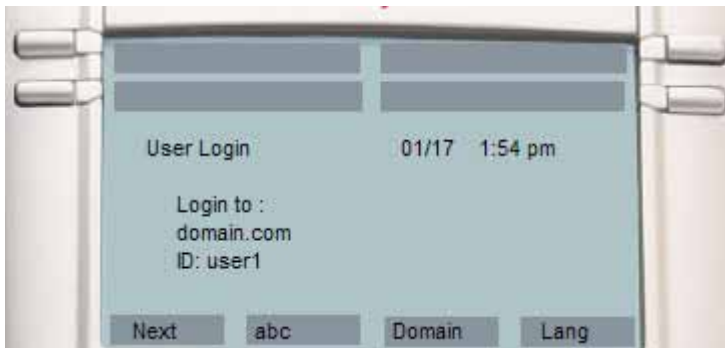 User Login 01/17 1:54 pm
Login to :
domain.com
ID: user1
Next abc Domain Lang